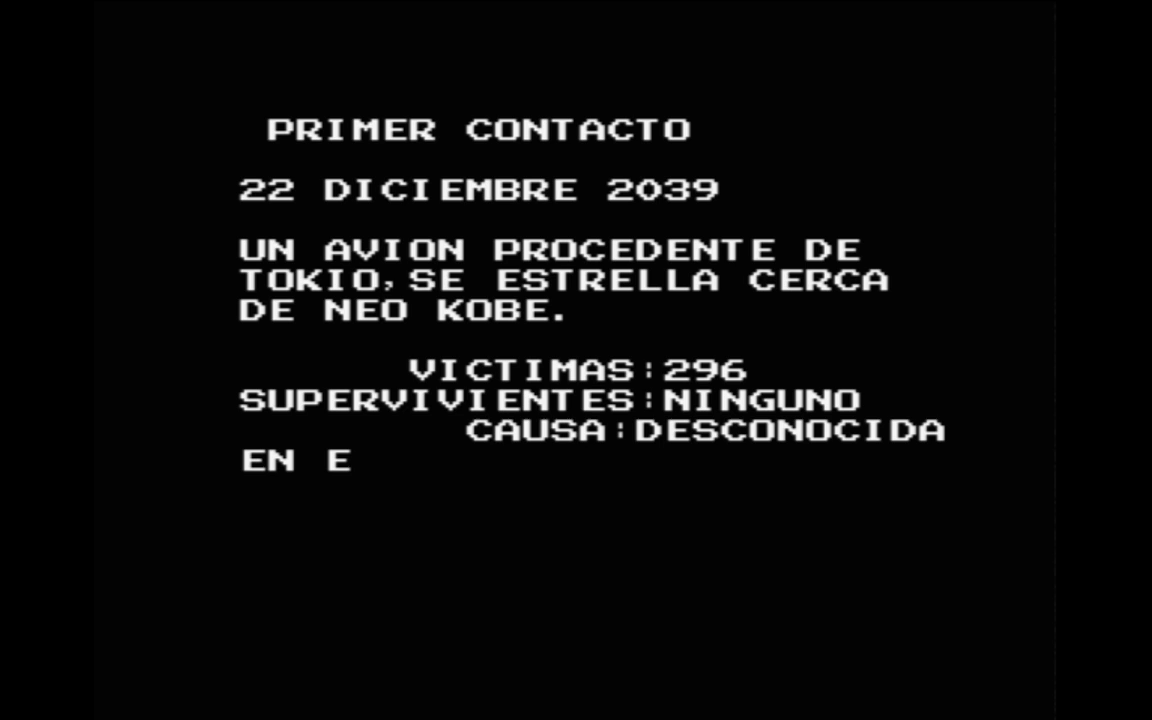 PRIMER CONTACTO
22 DICIEMBRE 2039
UN AVION PROCEDENTE DE
TOKIO,SE ESTRELLA CERCA
DE NEO KOBE.
VICTIMAS:296
SUPERVIVIENTES:NINGUNO
CAUSA:DESCONOCIDA
EN E